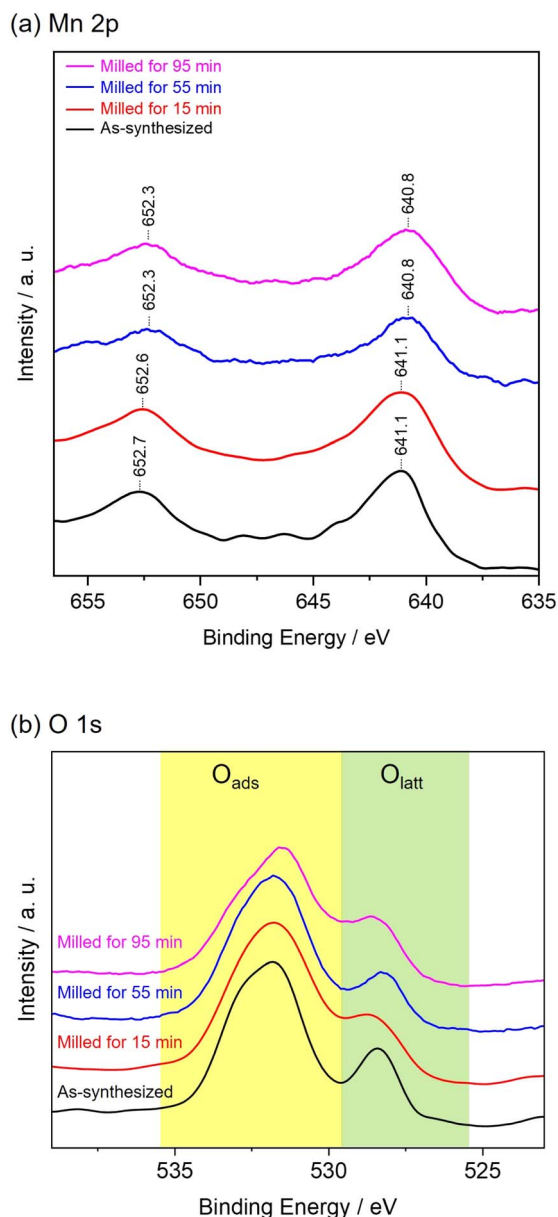 (a) Mn 2p
Milled for 95 min
Milled for 55 min
Milled for 15 min
As-synthesized
652.3
640.8
652.3
640.8
652.6
641.1
652.7
641.1
Intensity / a. u.
655 650 645 640 635
Binding Energy / eV
(b) O 1s
Oads Olatt
Milled for 95 min
Milled for 55 min
Milled for 15 min
As-synthesized
Intensity / a. u.
535 530 525
Binding Energy / eV